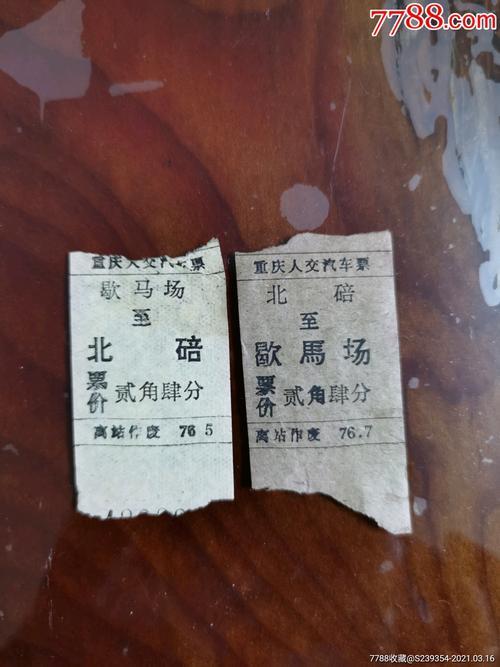 7788.com
重庆人交汽车票
歇马场
至
北碚
票价 贰角肆分
离站作废 76 5
重庆人交汽车票
北碚
至
歇馬场
票价 贰角肆分
离站作废 76.7
7788收藏@S239354-2021.03.16